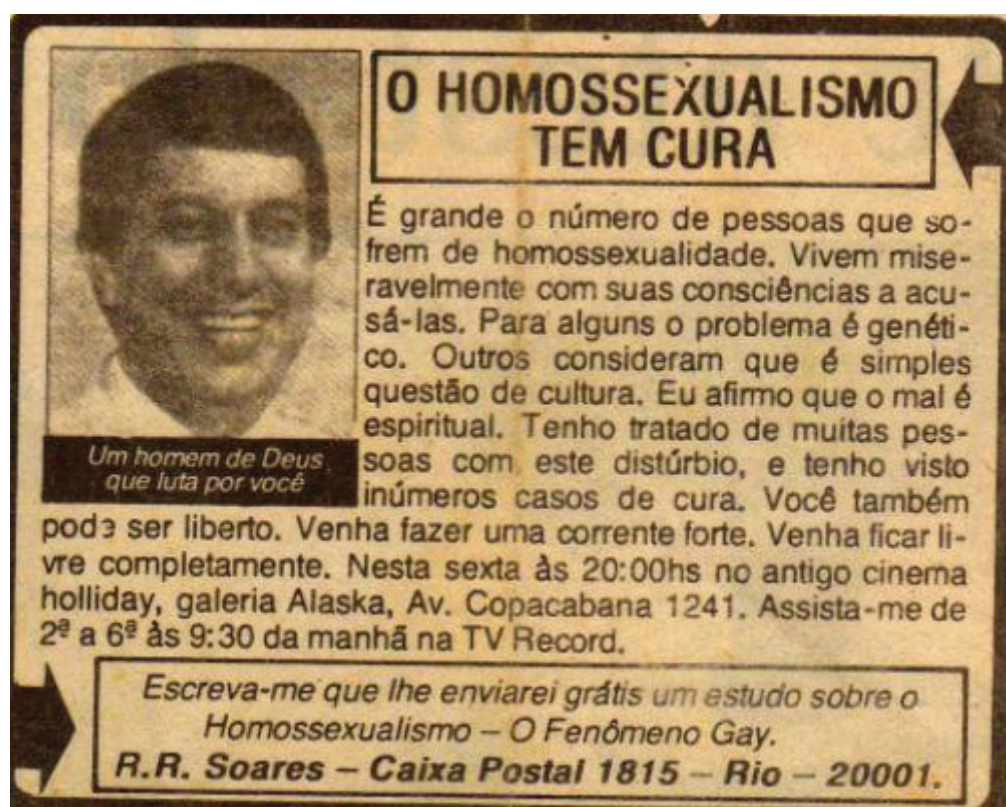 O HOMOSSEXUALISMO
TEM CURA
É grande o número de pessoas que so-
frem de homossexualidade. Vivem mise-
ravelmente com suas consciências a acu-
sá-las. Para alguns o problema é genéti-
co. Outros consideram que é simples
questão de cultura. Eu afirmo que o mal é
espiritual. Tenho tratado de muitas pes-
soas com este distúrbio, e tenho visto
inúmeros casos de cura. Você também
pode ser liberto. Venha fazer uma corrente forte. Venha ficar li-
vre completamente. Nesta sexta às 20:00hs no antigo cinema
holliday, galeria Alaska, Av. Copacabana 1241. Assista-me de
2ª a 6ª às 9:30 da manhã na TV Record.
Um homem de Deus
que luta por você
Escreva-me que lhe enviarei grátis um estudo sobre o
Homossexualismo – O Fenômeno Gay.
R.R. Soares – Caixa Postal 1815 – Rio – 20001.